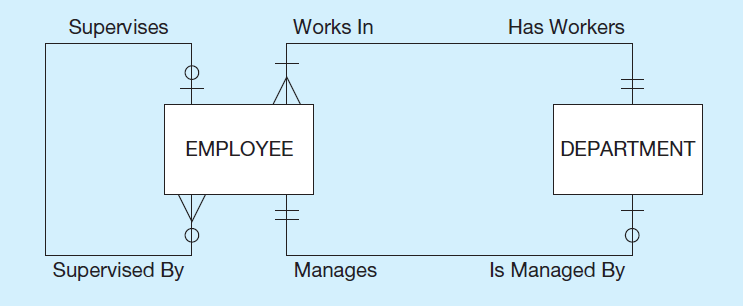 Supervises
Works In
Has Workers
EMPLOYEE
DEPARTMENT
Supervised By
Manages
Is Managed By